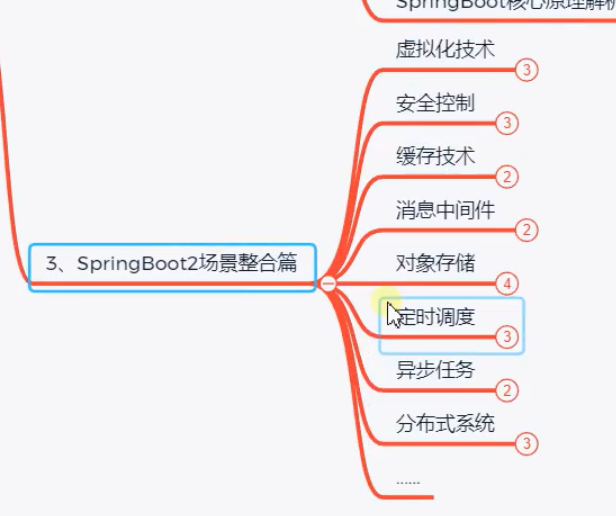 SpringBoot核心原理解析
虚拟化技术
3
安全控制
3
缓存技术
2
消息中间件
2
3、SpringBoot2场景整合篇
对象存储
4
定时调度
3
异步任务
2
分布式系统
3
......